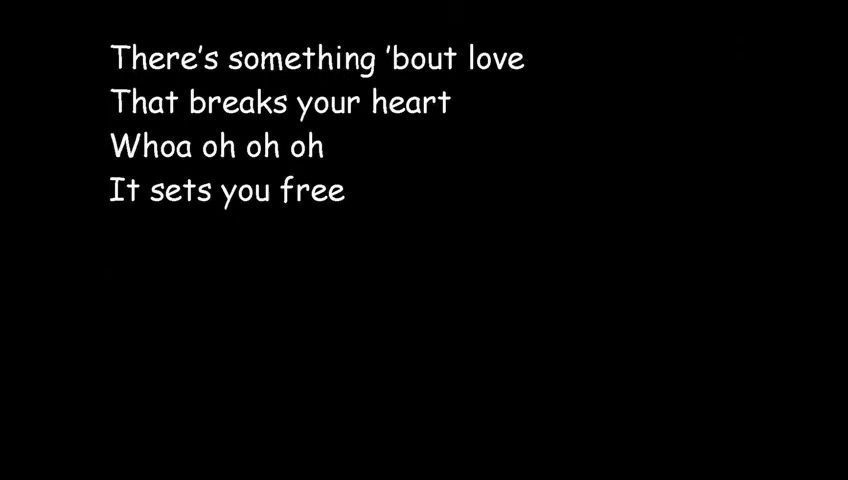 There’s something ’bout love
That breaks your heart
Whoa oh oh oh
It sets you free